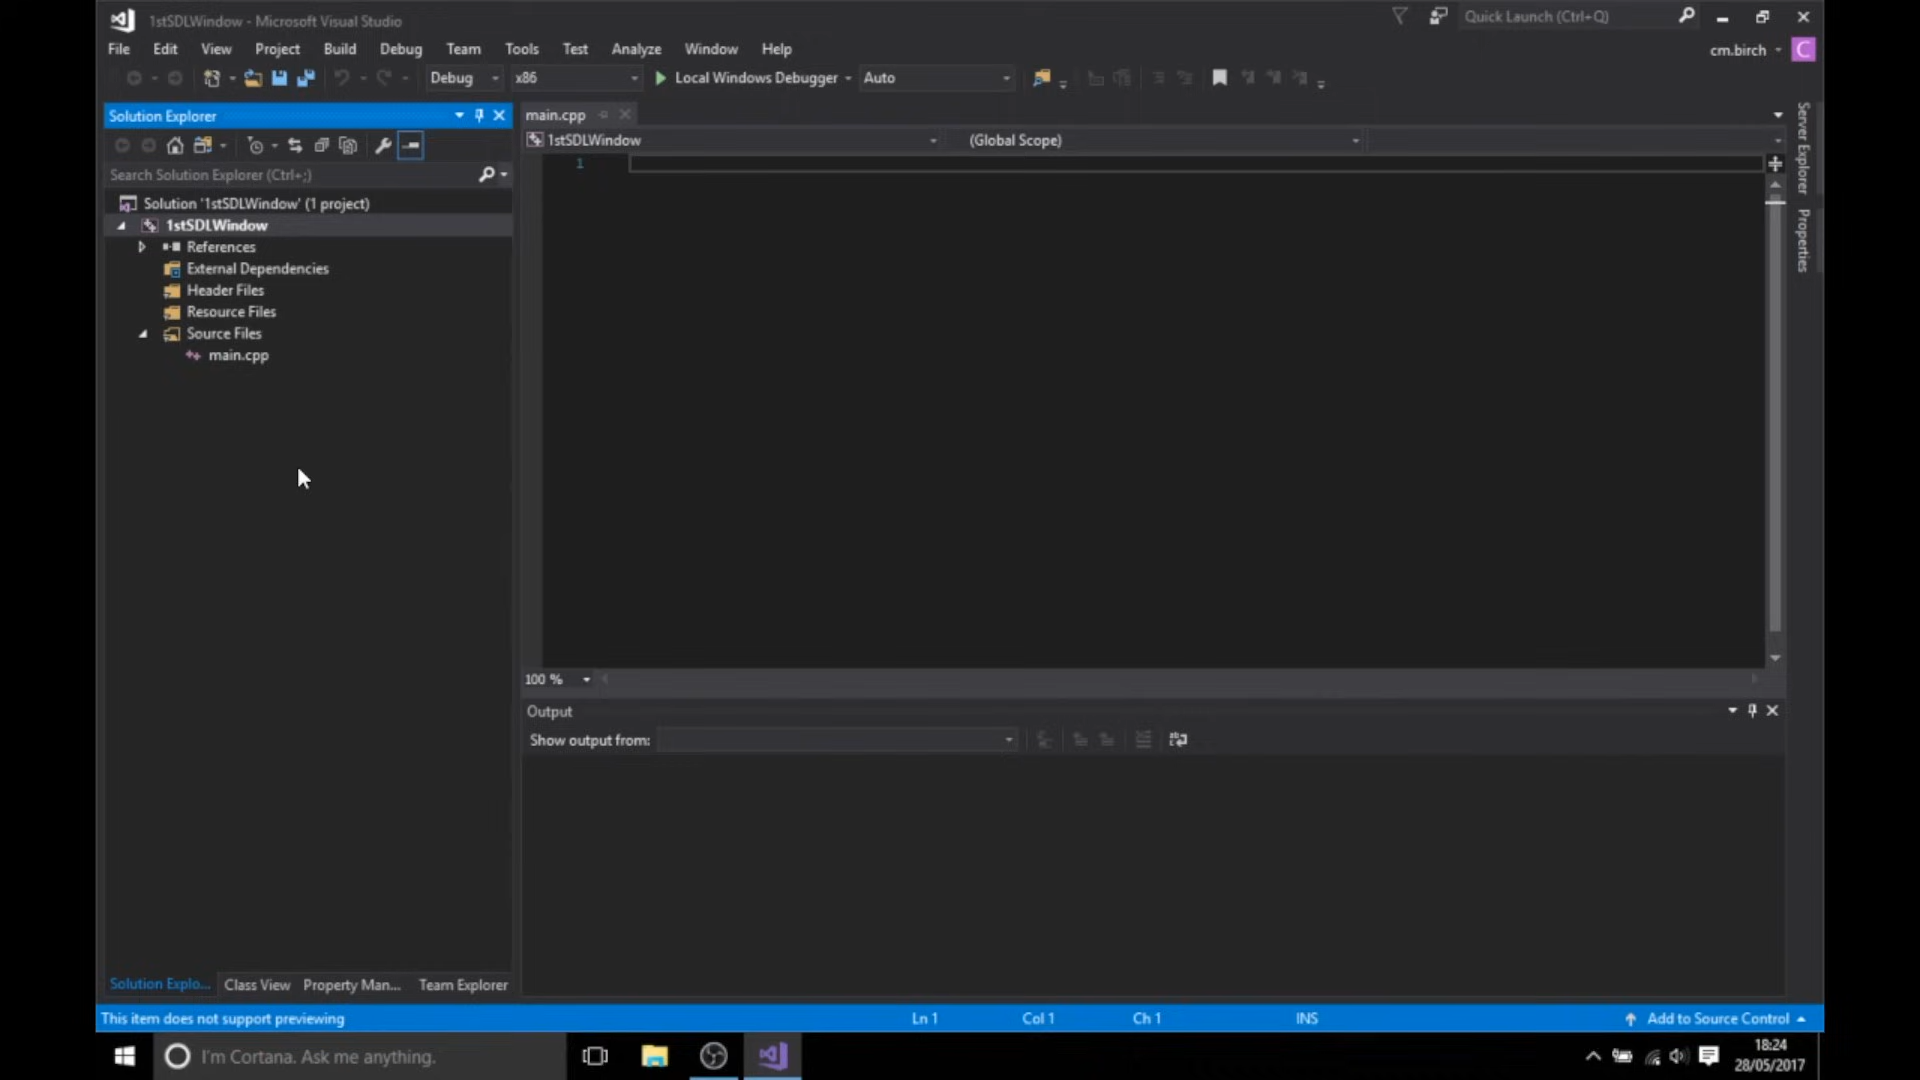 1stSDLWindow - Microsoft Visual Studio
Quick Launch (Ctrl+Q)
File Edit View Project Build Debug Team Tools Test Analyze Window Help
cm.birch C
Debug x86 Local Windows Debugger Auto
Solution Explorer
main.cpp
1stSDLWindow (Global Scope)
Search Solution Explorer (Ctrl+;)
1
Solution '1stSDLWindow' (1 project)
1stSDLWindow
References
External Dependencies
Header Files
Resource Files
Source Files
main.cpp
Server Explorer
Properties
100 %
Output
Show output from:
Solution Explo... Class View Property Man... Team Explorer
This item does not support previewing Ln 1 Col 1 Ch 1 INS Add to Source Control
I'm Cortana. Ask me anything.
18:24
28/05/2017